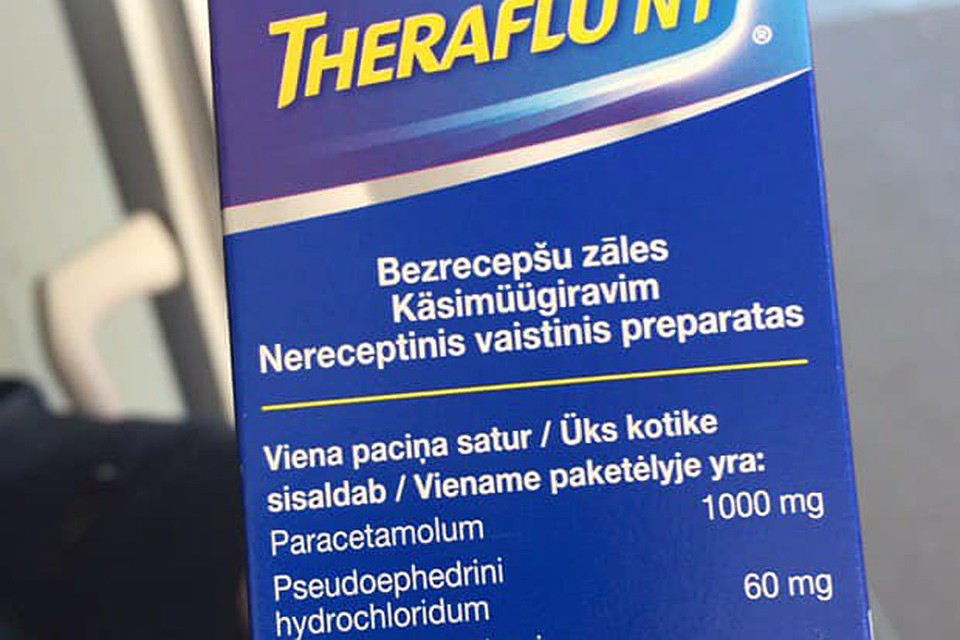 THERAFLU NT
®
Bezrecepšu zāles
Käsimüügiravim
Nereceptinis vaistinis preparatas
Viena paciņa satur / Üks kotike
sisaldab / Viename paketėlyje yra:
Paracetamolum 1000 mg
Pseudoephedrini
hydrochloridum 60 mg